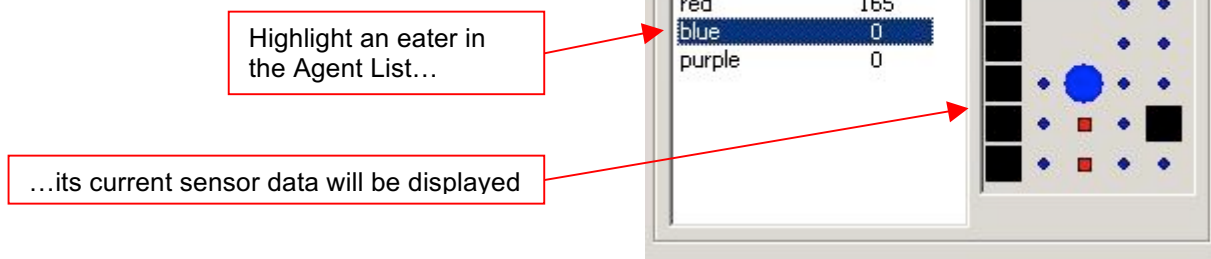 red 165
Highlight an eater in
the Agent List…
blue 0
purple 0
…its current sensor data will be displayed